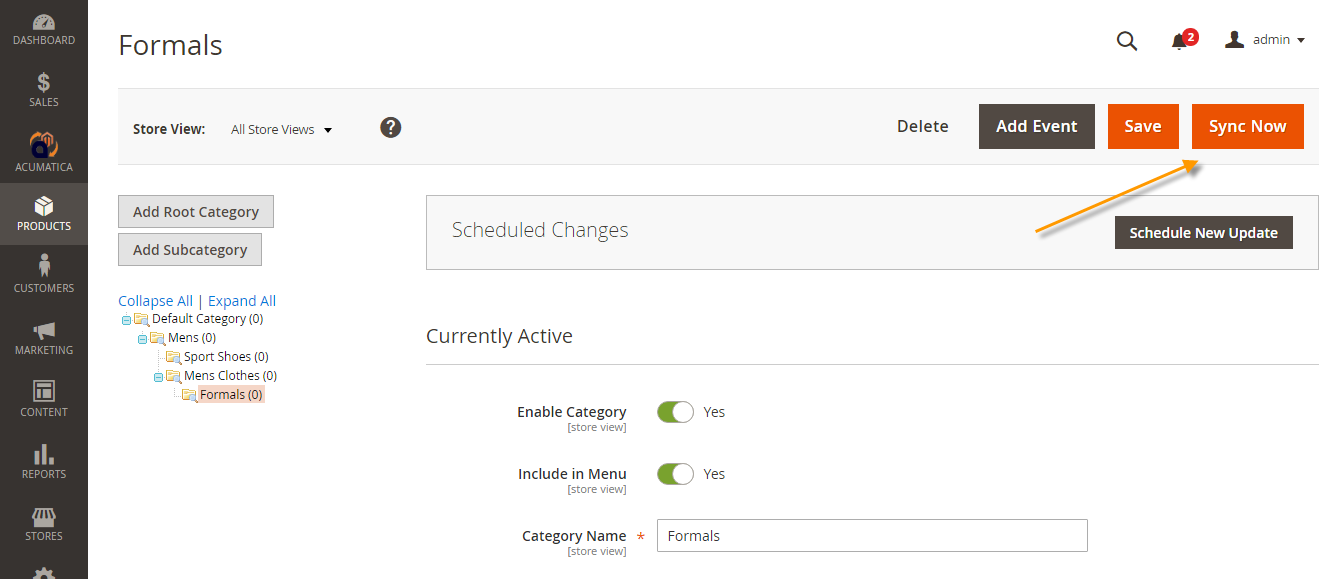 DASHBOARD
SALES
ACUMATICA
PRODUCTS
CUSTOMERS
MARKETING
CONTENT
REPORTS
STORES
Formals
2
admin
Store View: All Store Views ?
Delete Add Event Save Sync Now
Add Root Category
Add Subcategory
Collapse All | Expand All
Default Category (0)
Mens (0)
Sport Shoes (0)
Mens Clothes (0)
Formals (0)
Scheduled Changes
Schedule New Update
Currently Active
Enable Category Yes
[store view]
Include in Menu Yes
[store view]
Category Name * Formals
[store view]